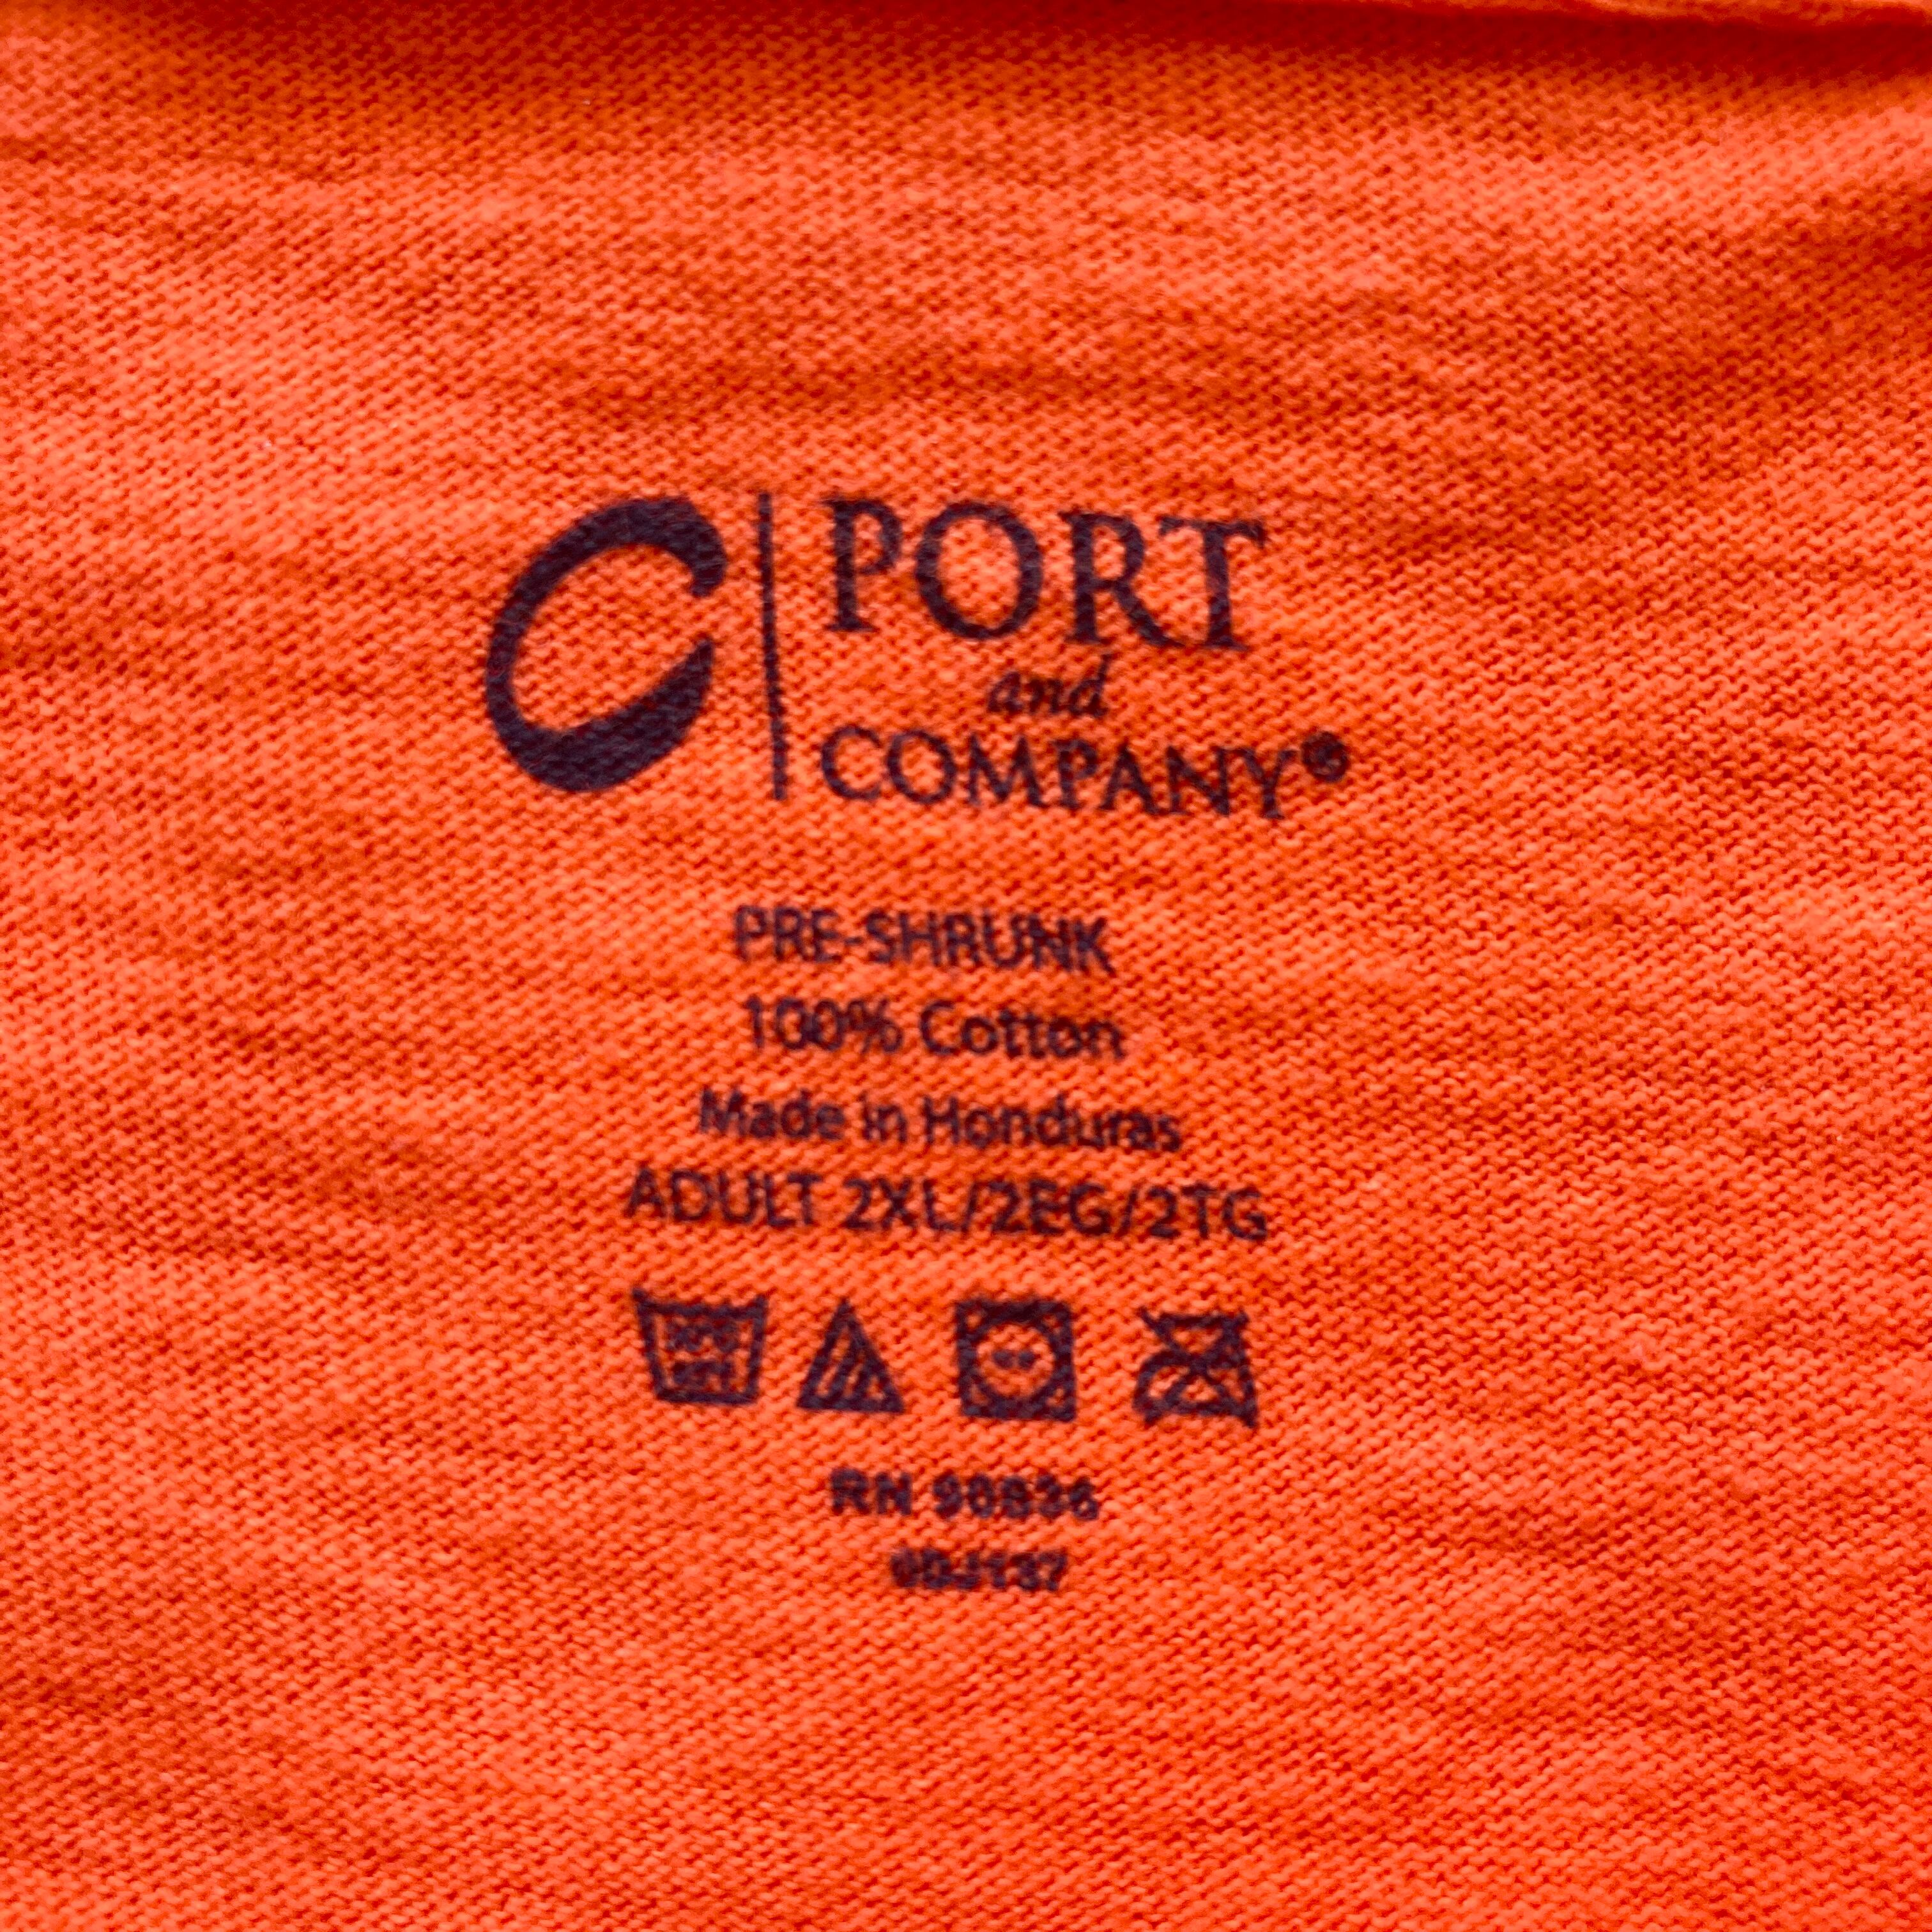 PORT
and
COMPANY®
PRE-SHRUNK
100% Cotton
Made in Honduras
ADULT 2XL/2EG/2TG
RN 90836